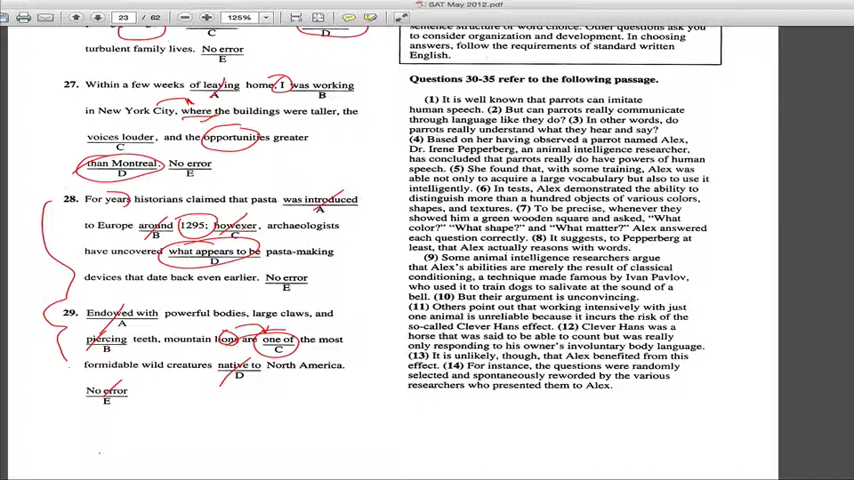 SAT May 2012.pdf
23 / 62
125%
C
D
turbulent family lives. No error
E
27. Within a few weeks of leaving home, I was working
A
B
in New York City, where the buildings were taller, the
voices louder, and the opportunities greater
C
than Montreal. No error
D
E
28. For years historians claimed that pasta was introduced
A
to Europe around 1295; however, archaeologists
B
C
have uncovered what appears to be pasta-making
D
devices that date back even earlier. No error
E
29. Endowed with powerful bodies, large claws, and
A
piercing teeth, mountain lions are one of the most
B
C
formidable wild creatures native to North America.
D
No error
E
sentence structure or word choice. Other questions ask you
to consider organization and development. In choosing
answers, follow the requirements of standard written
English.
Questions 30-35 refer to the following passage.
(1) It is well known that parrots can imitate
human speech. (2) But can parrots really communicate
through language like they do? (3) In other words, do
parrots really understand what they hear and say?
(4) Based on her having observed a parrot named Alex,
Dr. Irene Pepperberg, an animal intelligence researcher,
has concluded that parrots really do have powers of human
speech. (5) She found that, with some training, Alex was
able not only to acquire a large vocabulary but also to use it
intelligently. (6) In tests, Alex demonstrated the ability to
distinguish more than a hundred objects of various colors,
shapes, and textures. (7) To be precise, whenever they
showed him a green wooden square and asked, “What
color?” “What shape?” and “What matter?” Alex answered
each question correctly. (8) It suggests, to Pepperberg at
least, that Alex actually reasons with words.
(9) Some animal intelligence researchers argue
that Alex’s abilities are merely the result of classical
conditioning, a technique made famous by Ivan Pavlov,
who used it to train dogs to salivate at the sound of a
bell. (10) But their argument is unconvincing.
(11) Others point out that working intensively with just
one animal is unreliable because it incurs the risk of the
so-called Clever Hans effect. (12) Clever Hans was a
horse that was said to be able to count but was really
only responding to his owner’s involuntary body language.
(13) It is unlikely, though, that Alex benefited from this
effect. (14) For instance, the questions were randomly
selected and spontaneously reworded by the various
researchers who presented them to Alex.